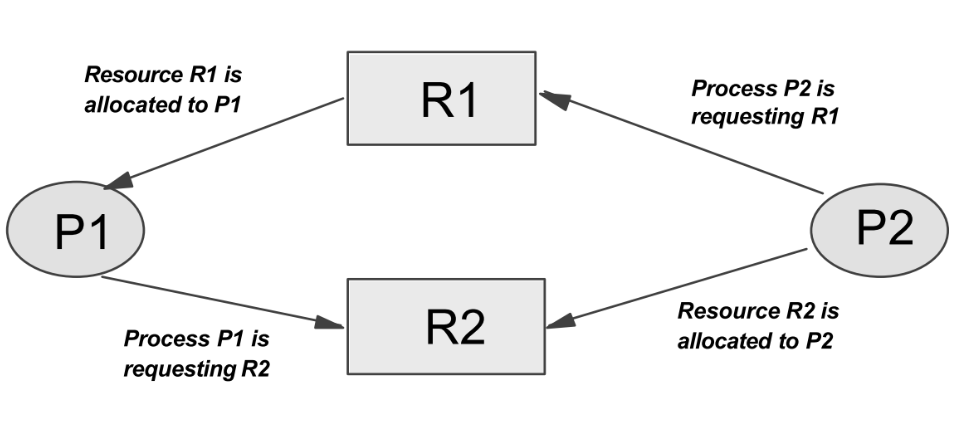 Resource R1 is
allocated to P1
R1
Process P2 is
requesting R1
P1
P2
R2
Process P1 is
requesting R2
Resource R2 is
allocated to P2